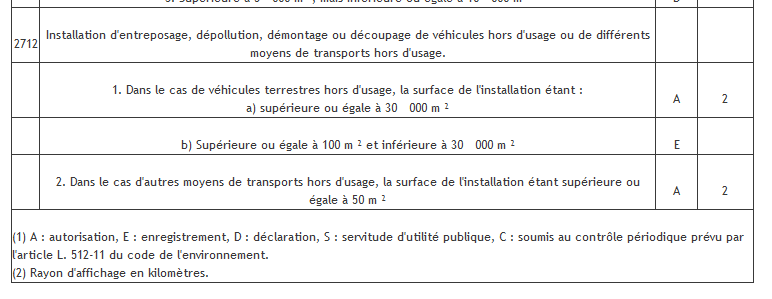 2712
Installation d'entreposage, dépollution, démontage ou découpage de véhicules hors d'usage ou de différents
moyens de transports hors d'usage.
1. Dans le cas de véhicules terrestres hors d'usage, la surface de l'installation étant :
a) supérieure ou égale à 30 000 m ²
A
2
b) Supérieure ou égale à 100 m ² et inférieure à 30 000 m ²
E
2. Dans le cas d'autres moyens de transports hors d'usage, la surface de l'installation étant supérieure ou
égale à 50 m ²
A
2
(1) A : autorisation, E : enregistrement, D : déclaration, S : servitude d'utilité publique, C : soumis au contrôle périodique prévu par
l'article L. 512-11 du code de l'environnement.
(2) Rayon d'affichage en kilomètres.